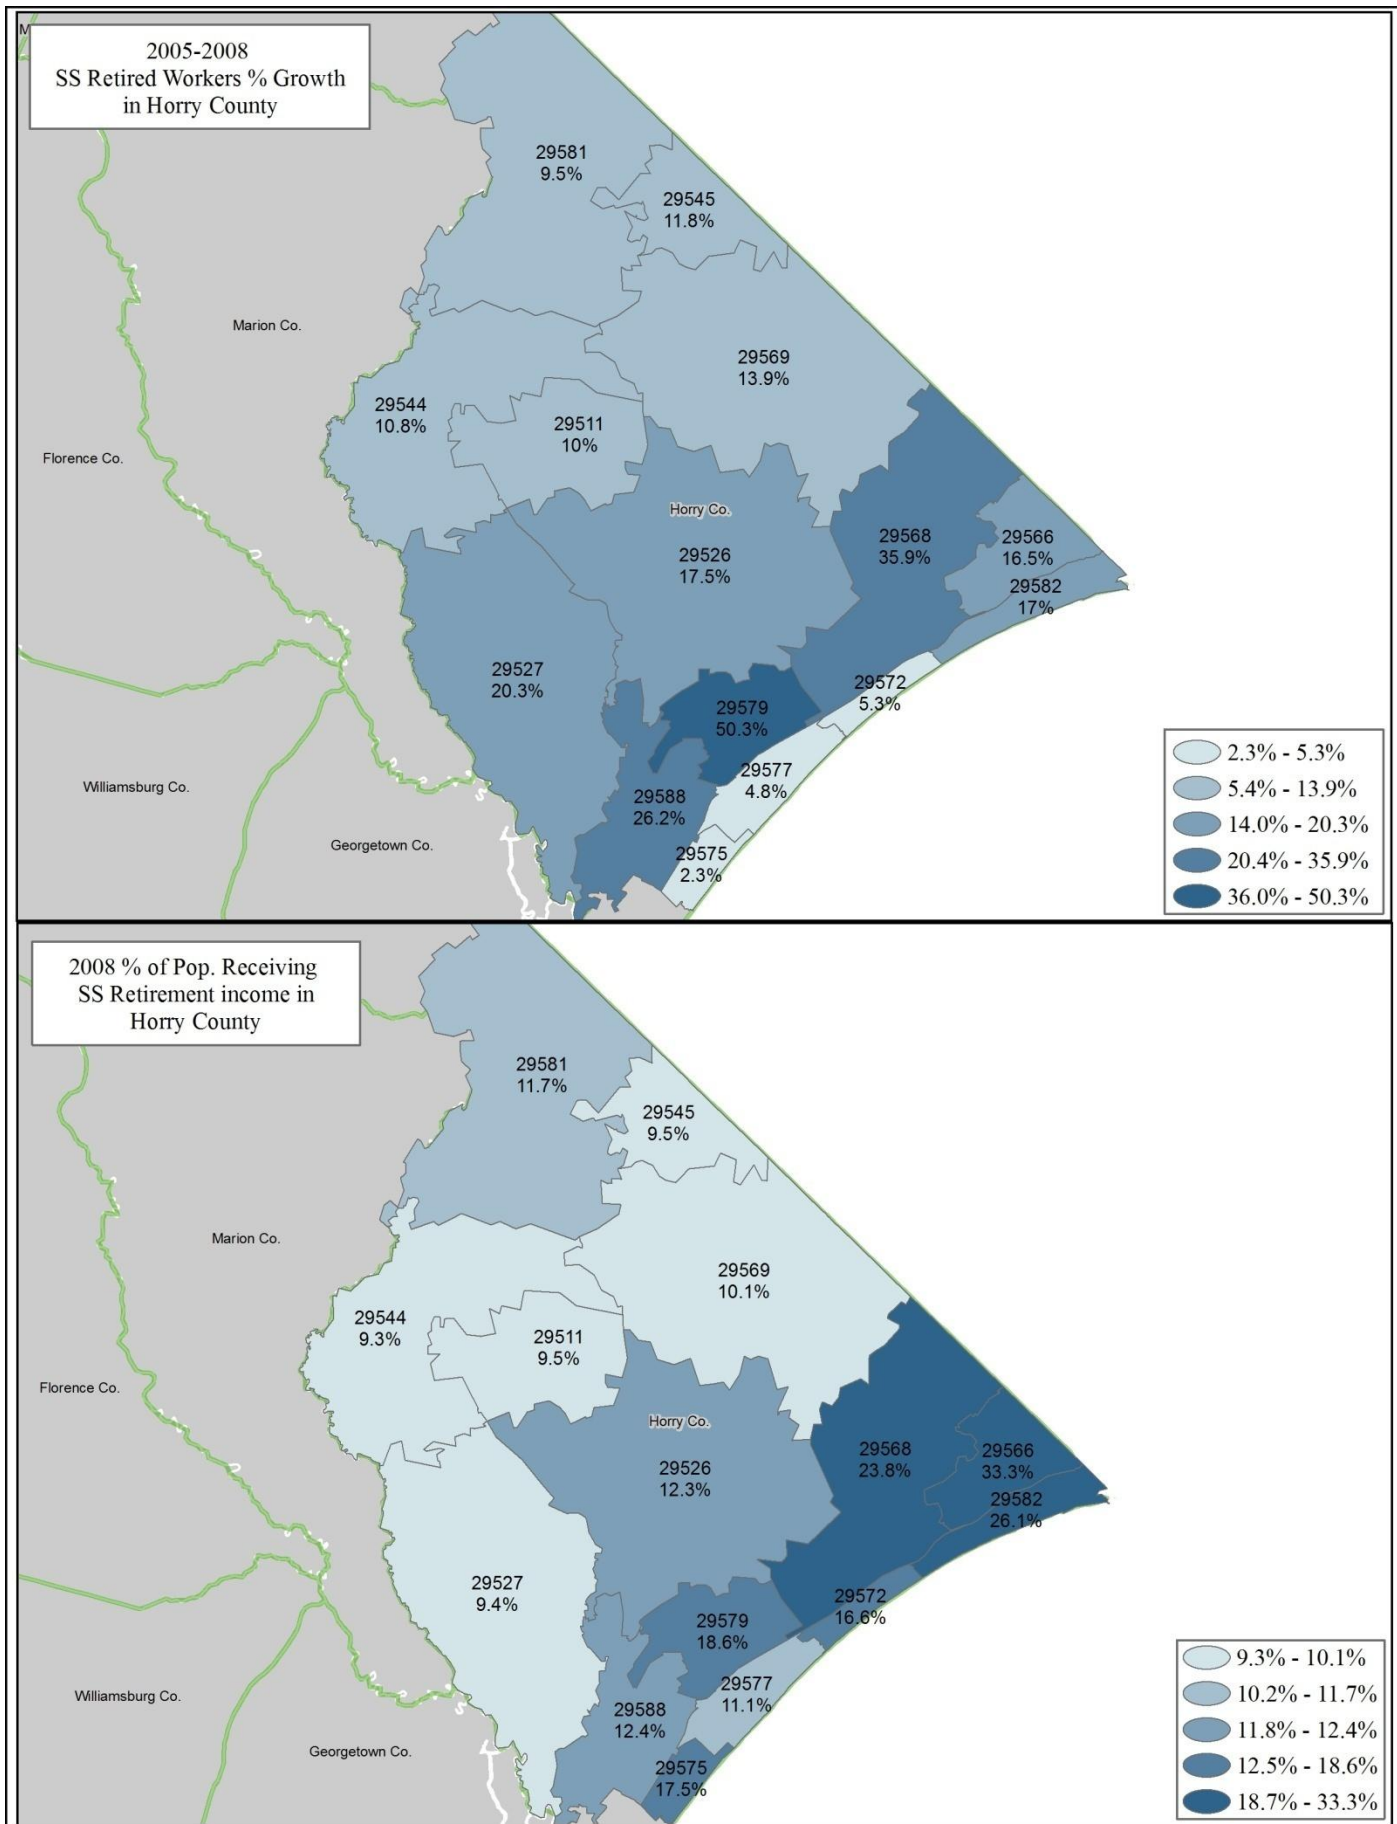 M
2005-2008
SS Retired Workers % Growth
in Horry County
29581
9.5%
29545
11.8%
Marion Co.
29569
13.9%
29544
10.8%
29511
10%
Florence Co.
Horry Co.
29526
17.5%
29568
35.9%
29566
16.5%
29582
17%
29527
20.3%
29572
5.3%
29579
50.3%
29577
4.8%
Williamsburg Co.
29588
26.2%
Georgetown Co.
29575
2.3%
2.3% - 5.3%
5.4% - 13.9%
14.0% - 20.3%
20.4% - 35.9%
36.0% - 50.3%
2008 % of Pop. Receiving
SS Retirement income in
Horry County
29581
11.7%
29545
9.5%
Marion Co.
29569
10.1%
29544
9.3%
29511
9.5%
Florence Co.
Horry Co.
29526
12.3%
29568
23.8%
29566
33.3%
29582
26.1%
29527
9.4%
29572
16.6%
29579
18.6%
29577
11.1%
Williamsburg Co.
29588
12.4%
Georgetown Co.
29575
17.5%
9.3% - 10.1%
10.2% - 11.7%
11.8% - 12.4%
12.5% - 18.6%
18.7% - 33.3%